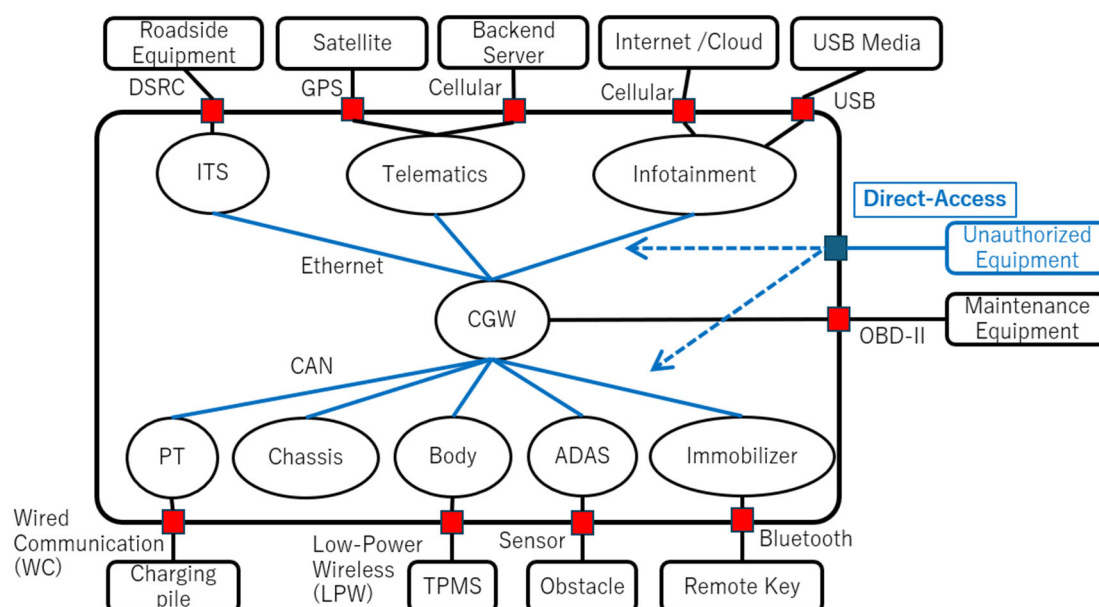 Roadside
Equipment
Satellite
Backend
Server
Internet /Cloud
USB Media
DSRC
GPS
Cellular
Cellular
USB
ITS
Telematics
Infotainment
Direct-Access
Unauthorized
Equipment
Ethernet
CGW
Maintenance
Equipment
OBD-II
CAN
PT
Chassis
Body
ADAS
Immobilizer
Wired
Communication
(WC)
Low-Power
Wireless
(LPW)
Sensor
Bluetooth
Charging
pile
TPMS
Obstacle
Remote Key